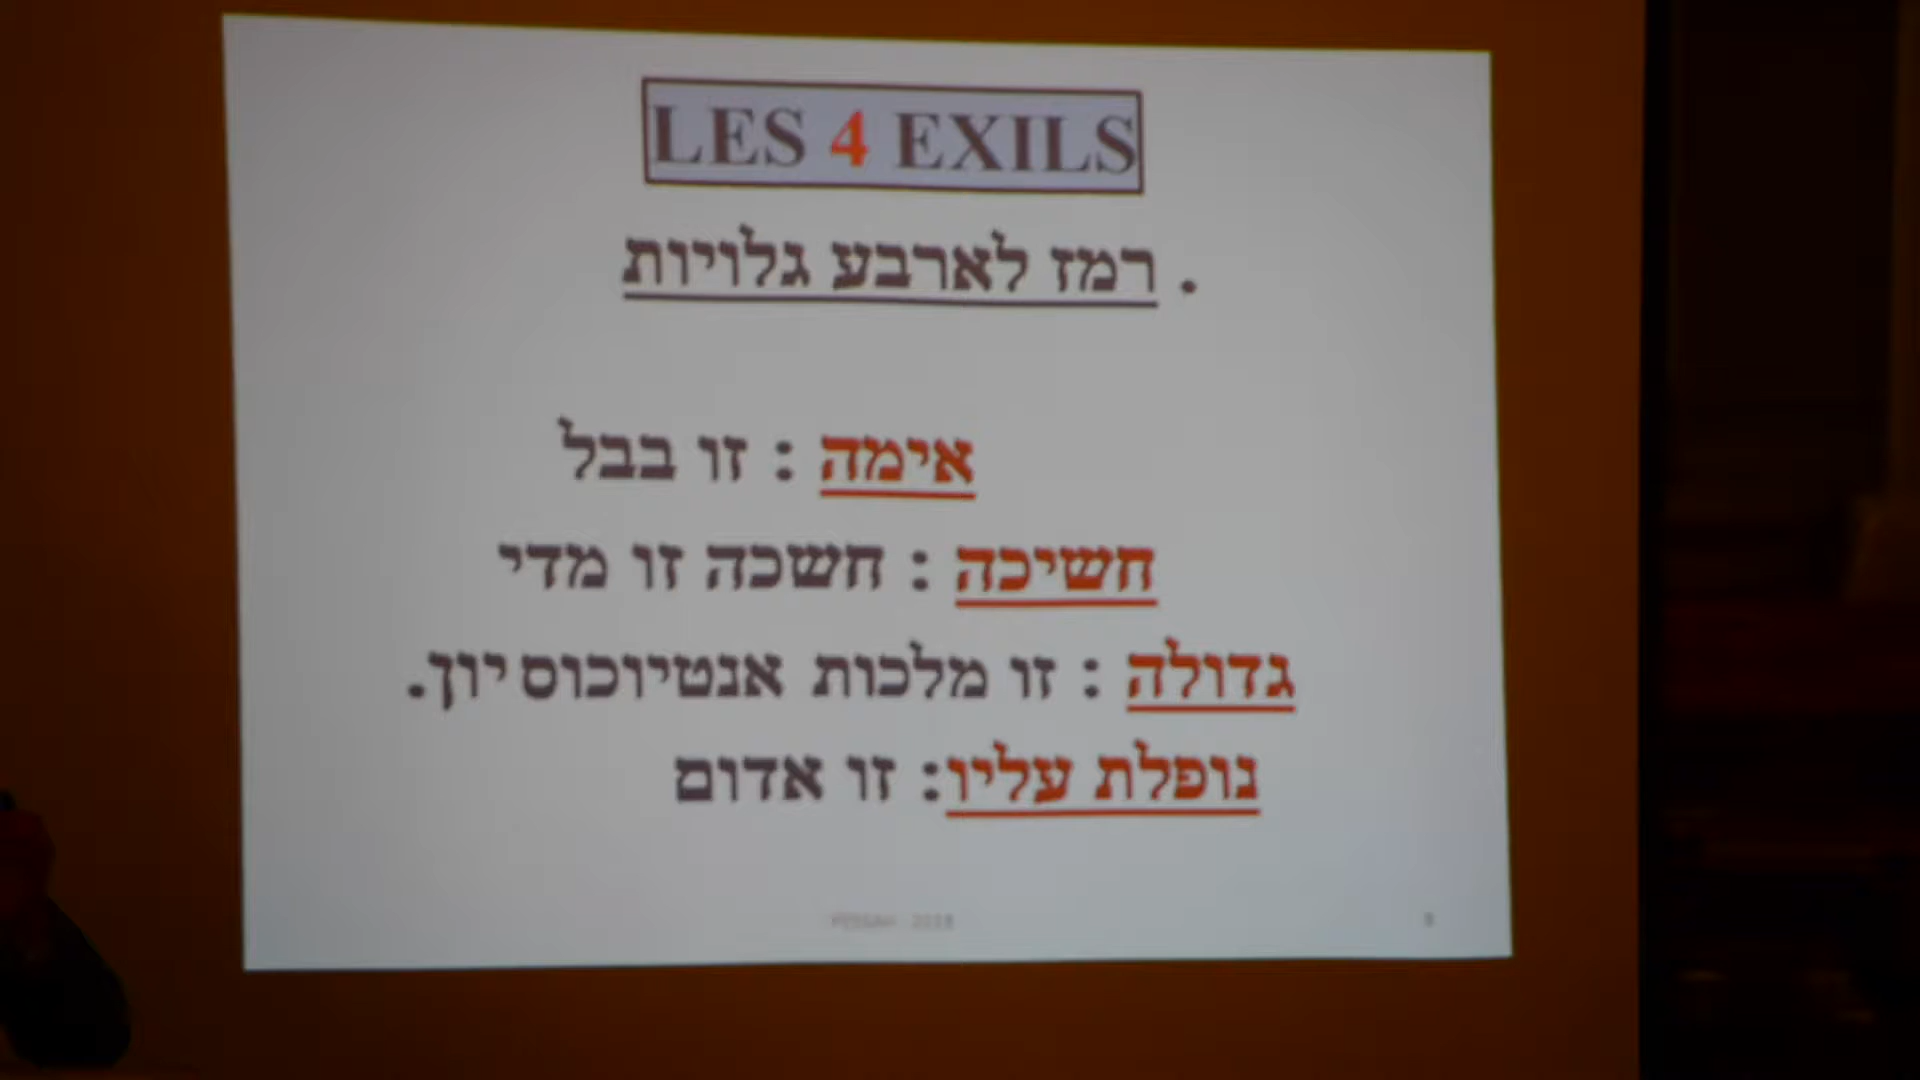 LES 4 EXILS
. רמז לארבע גלויות
אימה : זו בבל
חשיכה : חשכה זו מדי
גדולה : זו מלכות אנטיוכוס יון.
נופלת עליו: זו אדום
2018